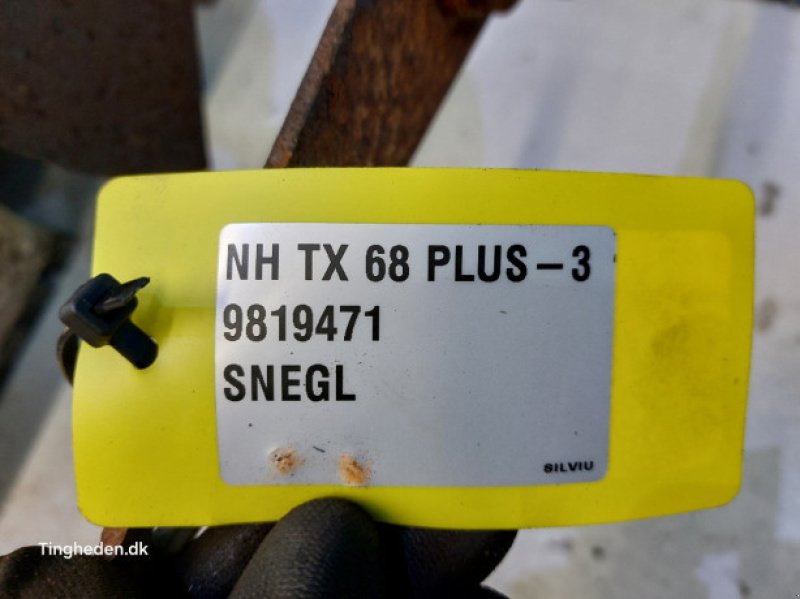 NH TX 68 PLUS-3
9819471
SNEGL
SILVIU
Tingheden.dk